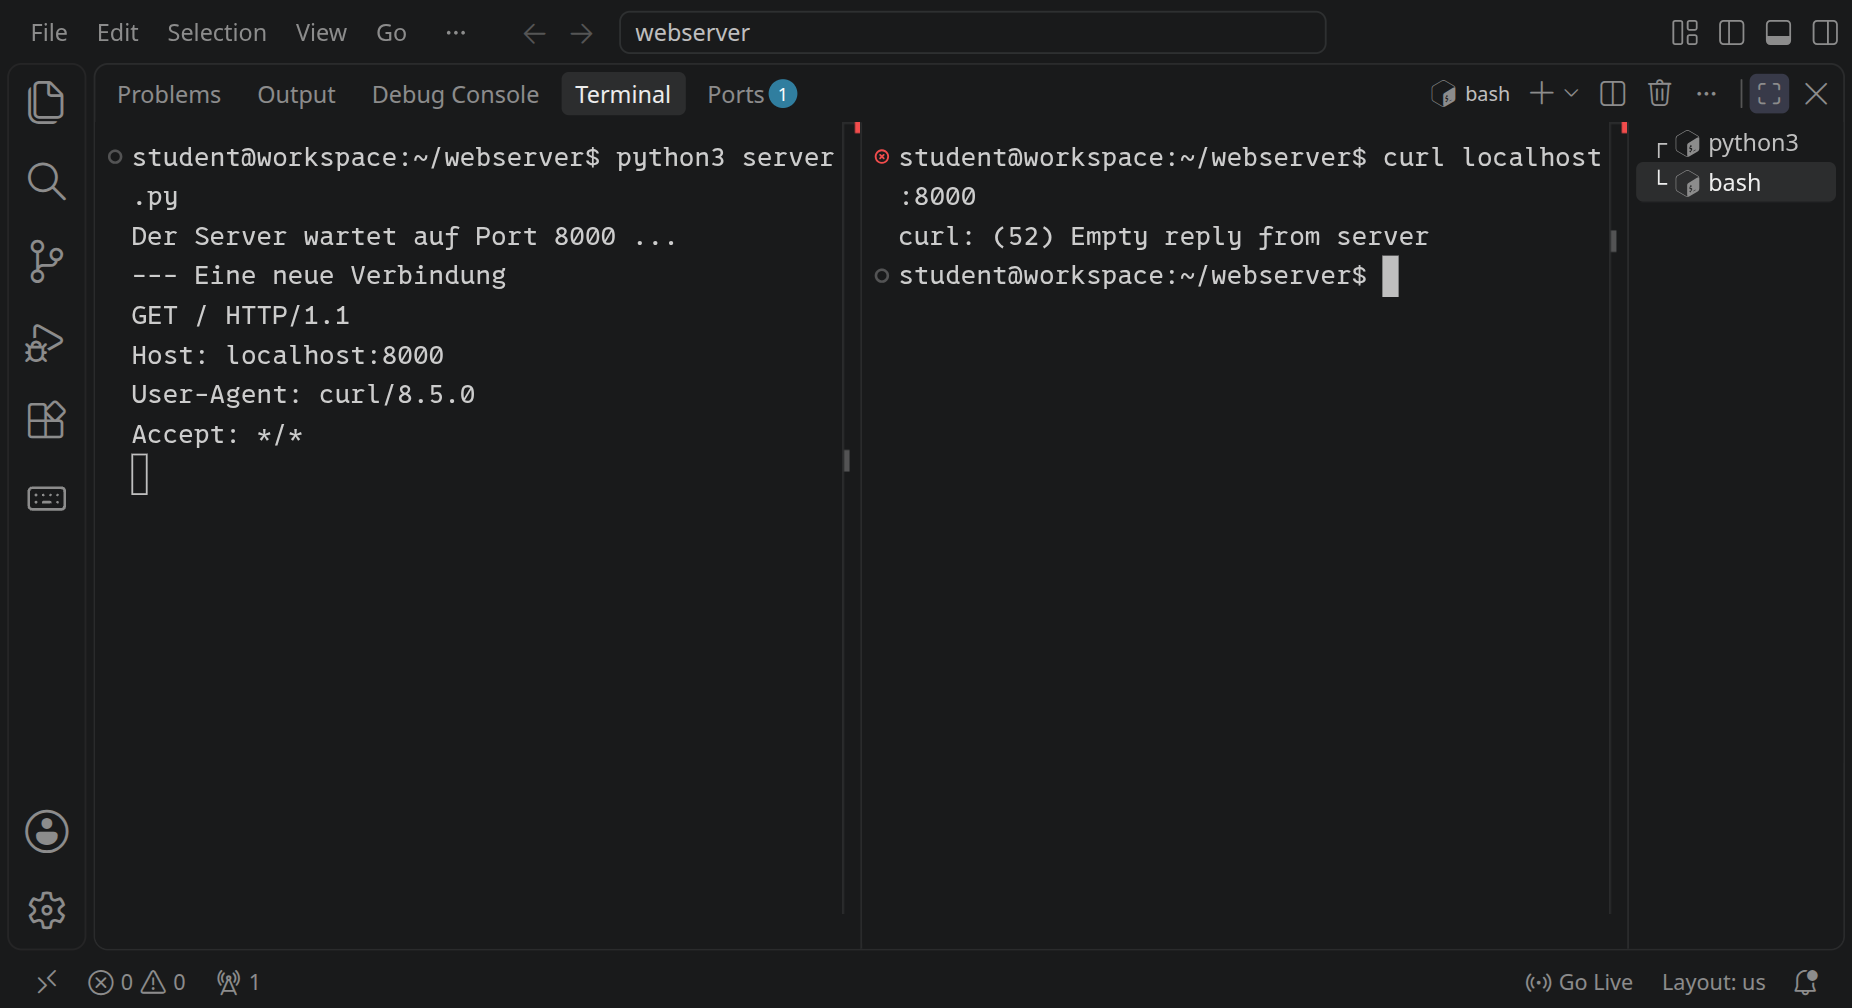 File Edit Selection View Go ··· webserver
Problems Output Debug Console Terminal Ports 1 bash
student@workspace:~/webserver$ python3 server
.py
Der Server wartet auf Port 8000 ...
--- Eine neue Verbindung
GET / HTTP/1.1
Host: localhost:8000
User-Agent: curl/8.5.0
Accept: */*
student@workspace:~/webserver$ curl localhost
:8000
curl: (52) Empty reply from server
student@workspace:~/webserver$
python3
bash
0 0 1 Go Live Layout: us